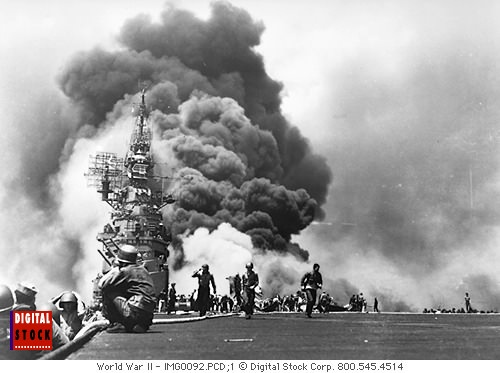 DIGITAL
STOCK
World War II - IMG0092.PCD;1 © Digital Stock Corp. 800.545.4514